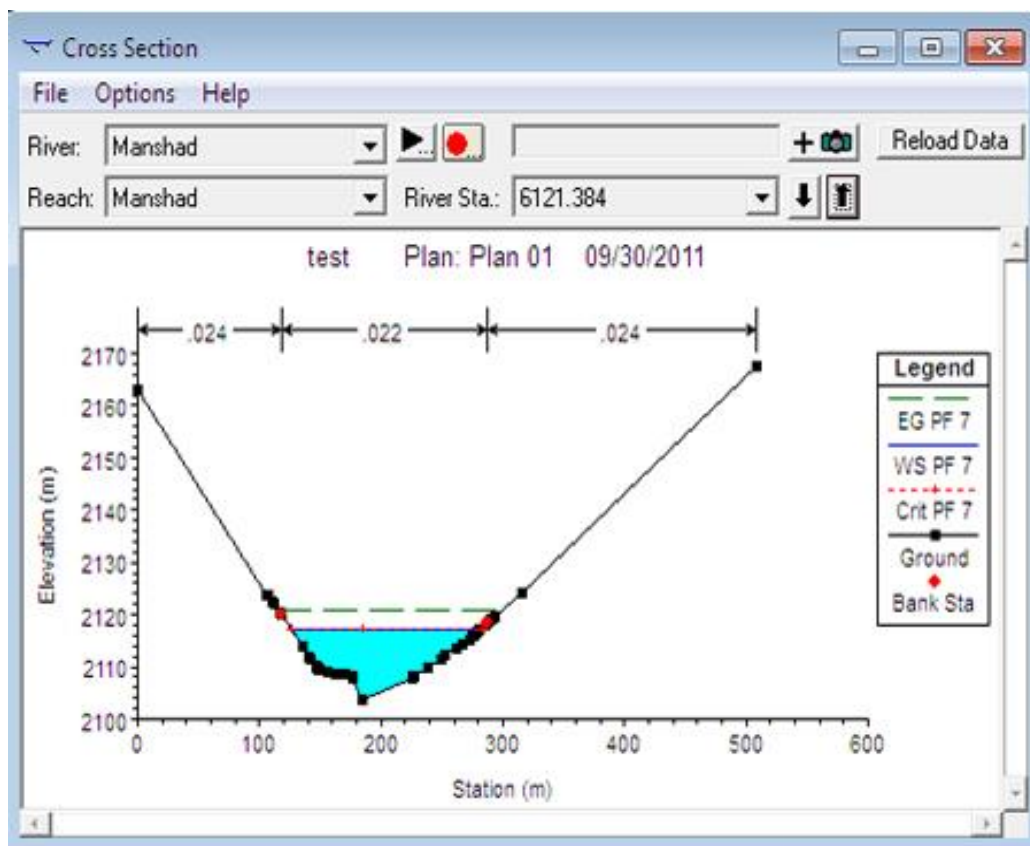 Cross Section
File Options Help
River: Manshad + Reload Data
Reach: Manshad River Sta.: 6121.384
test Plan: Plan 01 09/30/2011
.024 .022 .024
2170
2160
2150
2140
2130
2120
2110
2100
Elevation (m)
0 100 200 300 400 500 600
Station (m)
Legend
EG PF 7
WS PF 7
Crit PF 7
Ground
Bank Sta